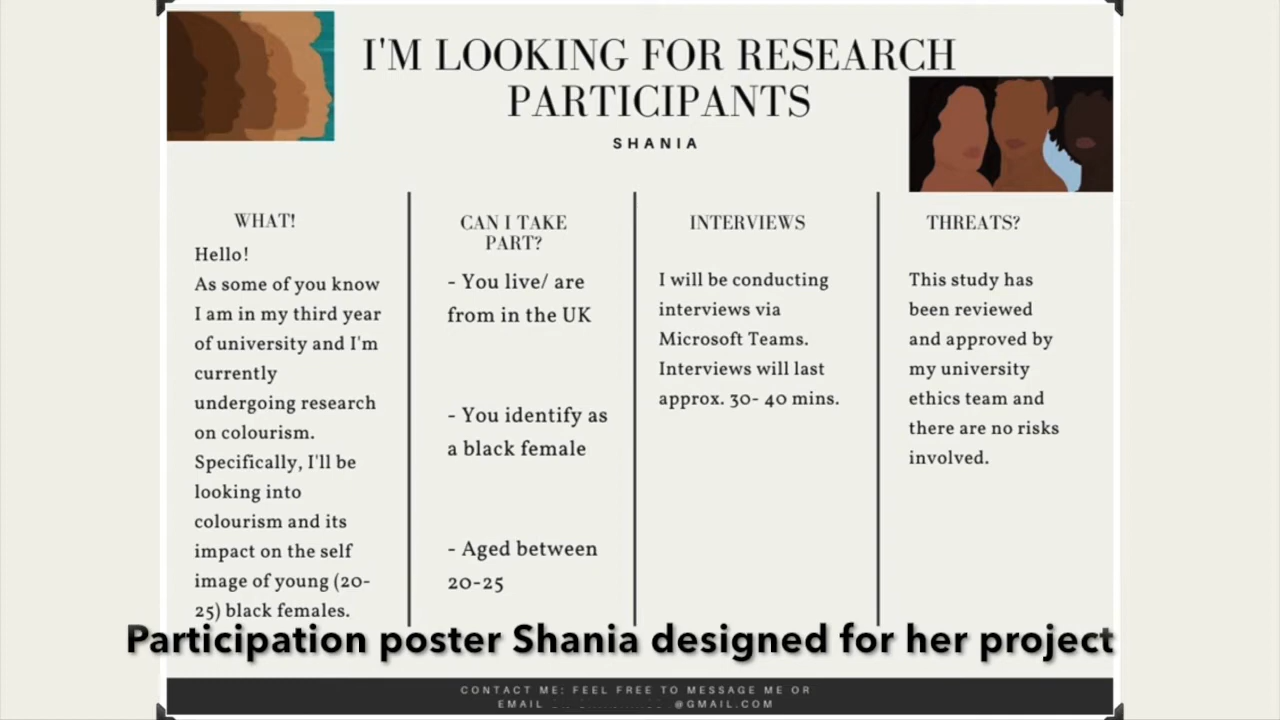 I'M LOOKING FOR RESEARCH
PARTICIPANTS
SHANIA
WHAT!
Hello!
As some of you know
I am in my third year
of university and I'm
currently
undergoing research
on colourism.
Specifically, I'll be
looking into
colourism and its
impact on the self
image of young (20-
25) black females.
CAN I TAKE
PART?
- You live/ are
from in the UK
- You identify as
a black female
- Aged between
20-25
INTERVIEWS
I will be conducting
interviews via
Microsoft Teams.
Interviews will last
approx. 30- 40 mins.
THREATS?
This study has
been reviewed
and approved by
my university
ethics team and
there are no risks
involved.
Participation poster Shania designed for her project
CONTACT ME: FEEL FREE TO MESSAGE ME OR
EMAIL @GMAIL.COM